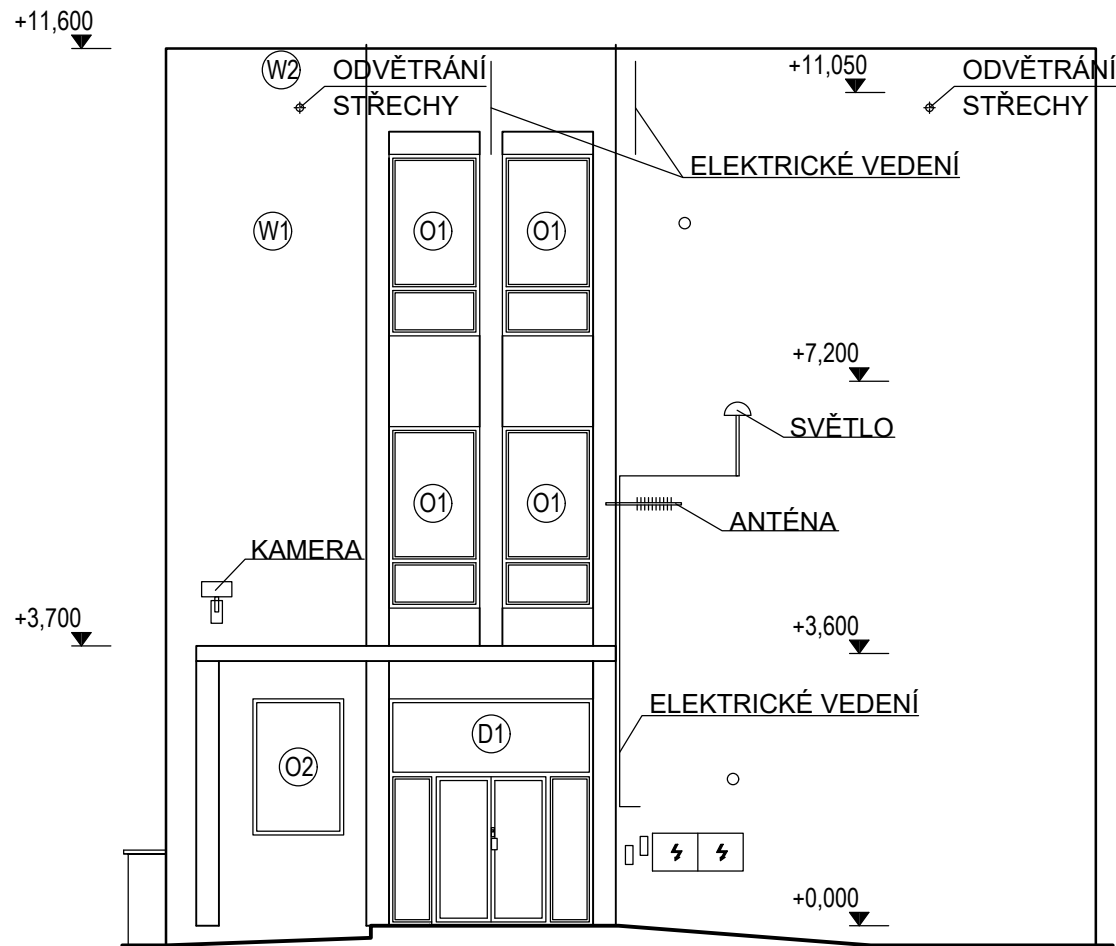 +11,600
W2
ODVĚTRÁNÍ
STŘECHY
+11,050
ODVĚTRÁNÍ
STŘECHY
ELEKTRICKÉ VEDENÍ
W1
O1
O1
+7,200
SVĚTLO
O1
O1
ANTÉNA
KAMERA
+3,700
+3,600
ELEKTRICKÉ VEDENÍ
D1
O2
+0,000